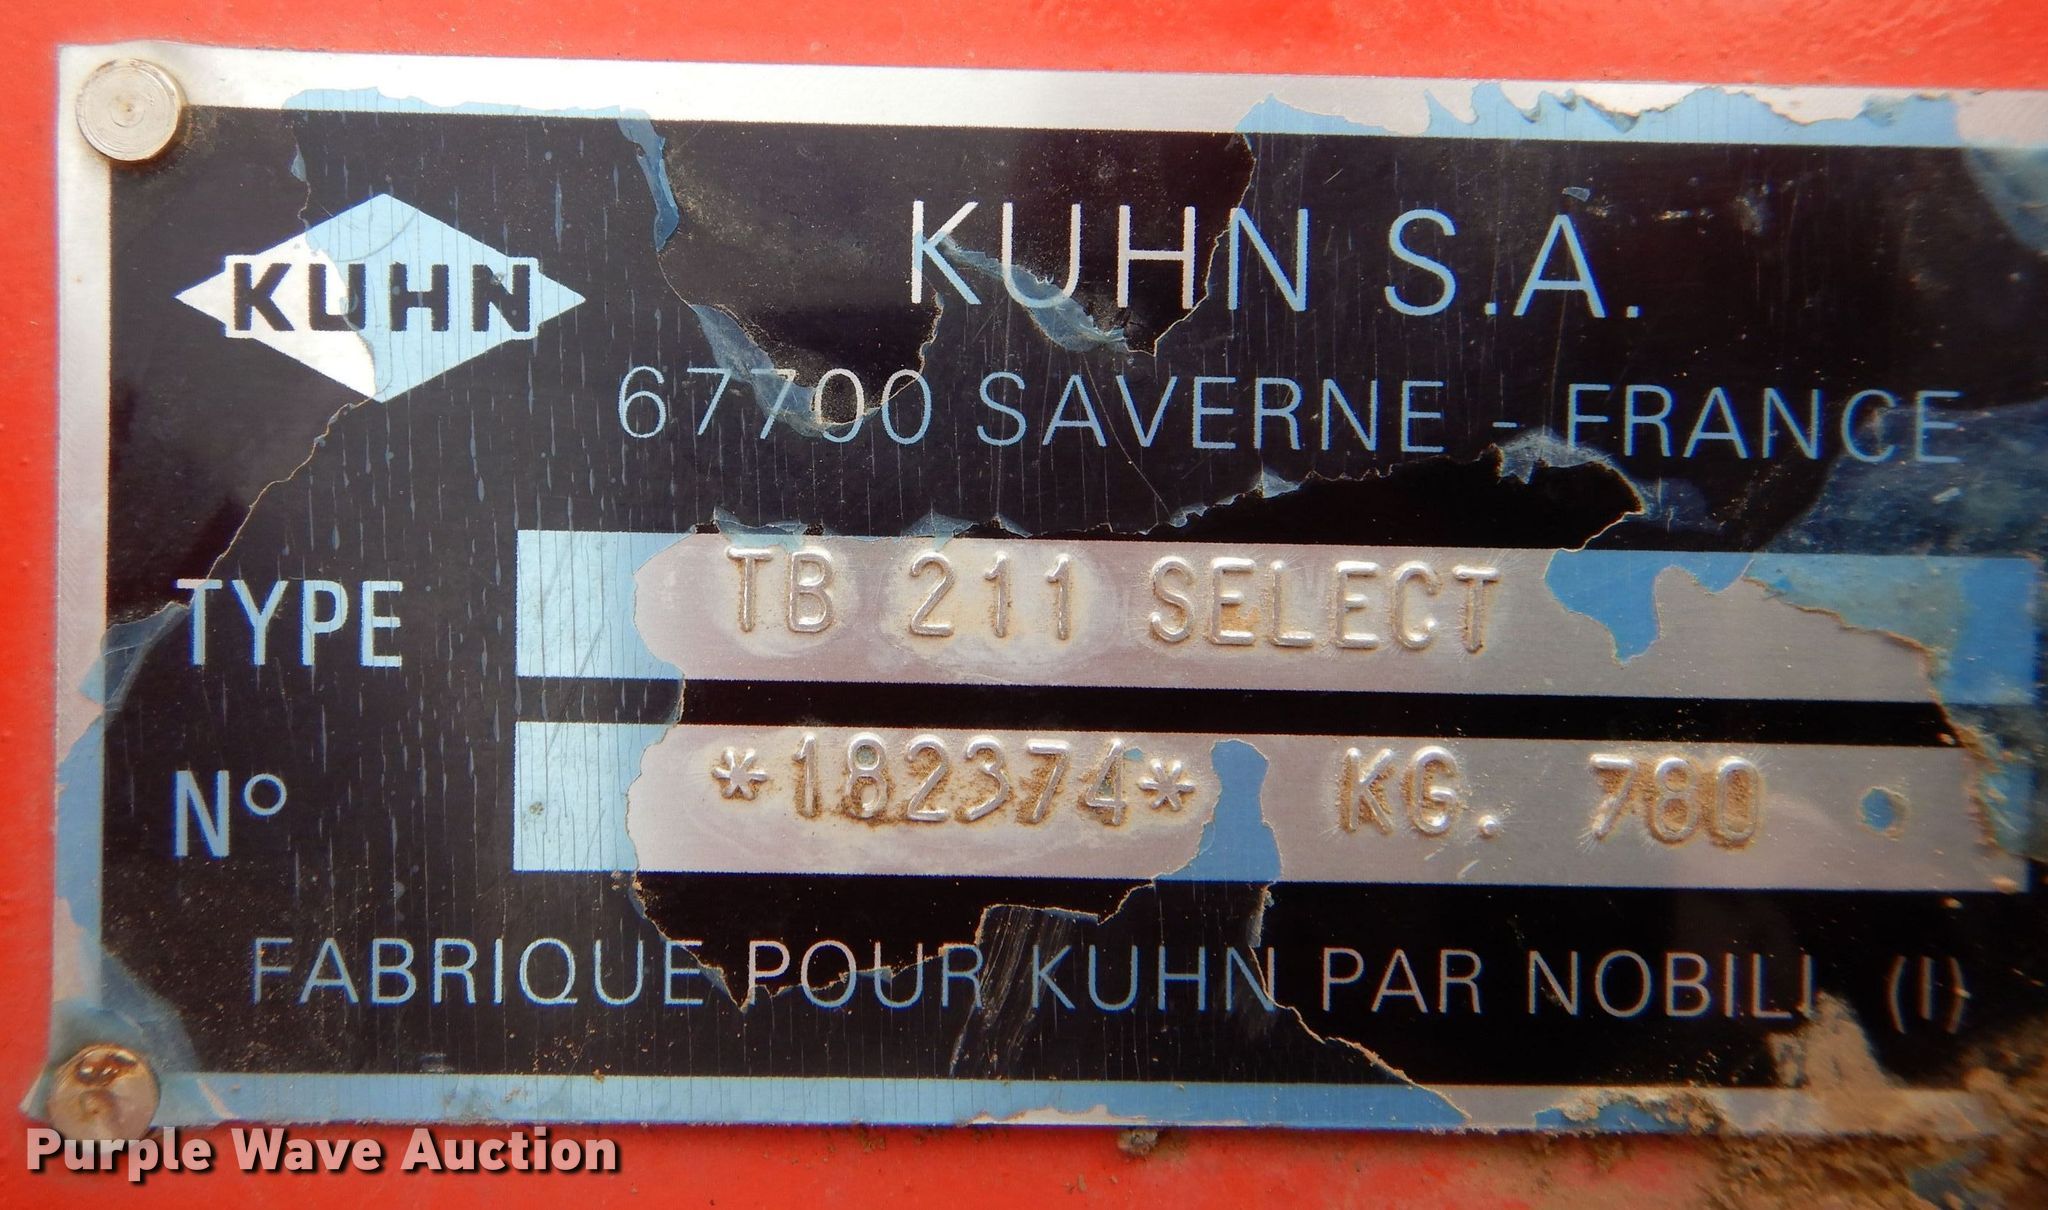 KUHN
KUHN S.A.
67700 SAVERNE - FRANCE
TYPE TB 211 SELECT
N° *182374* KG. 780
FABRIQUE POUR KUHN PAR NOBILI (I)
Purple Wave Auction